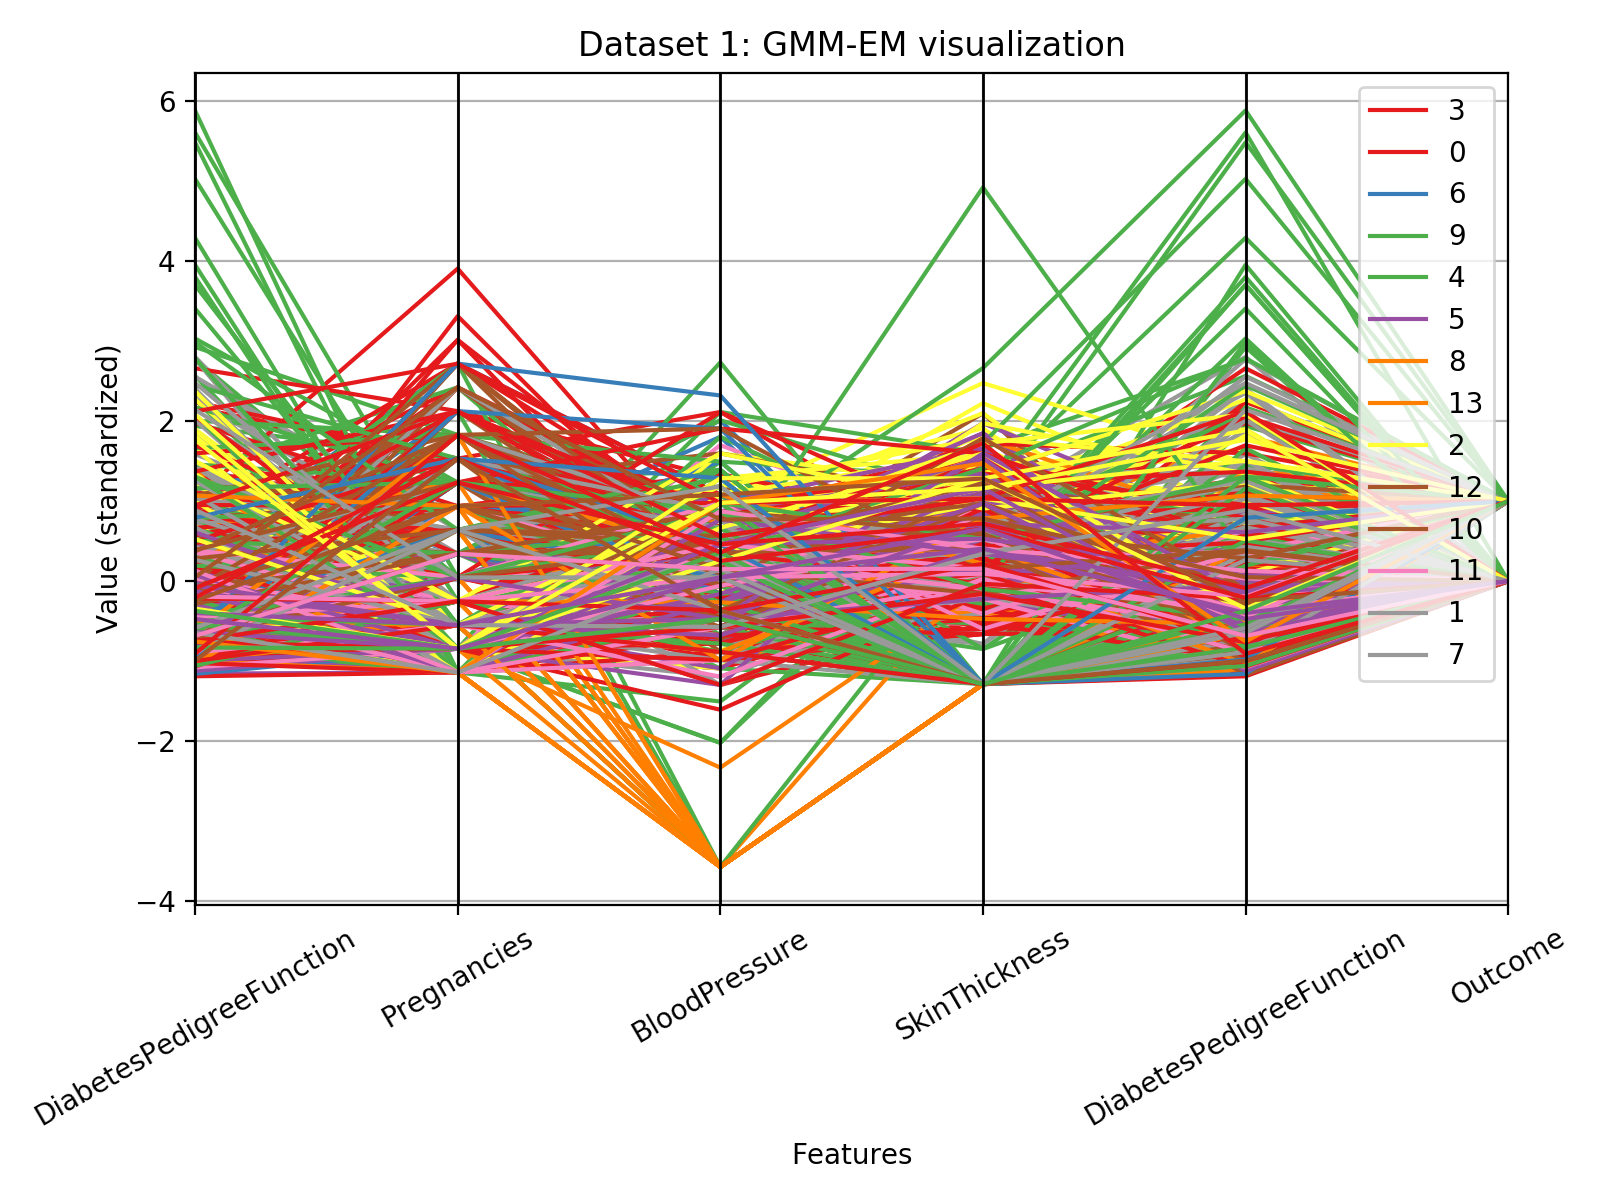 Dataset 1: GMM-EM visualization
Value (standardized)
6
4
2
0
−2
−4
3
0
6
9
4
5
8
13
2
12
10
11
1
7
DiabetesPedigreeFunction
Pregnancies
BloodPressure
SkinThickness
DiabetesPedigreeFunction
Outcome
Features